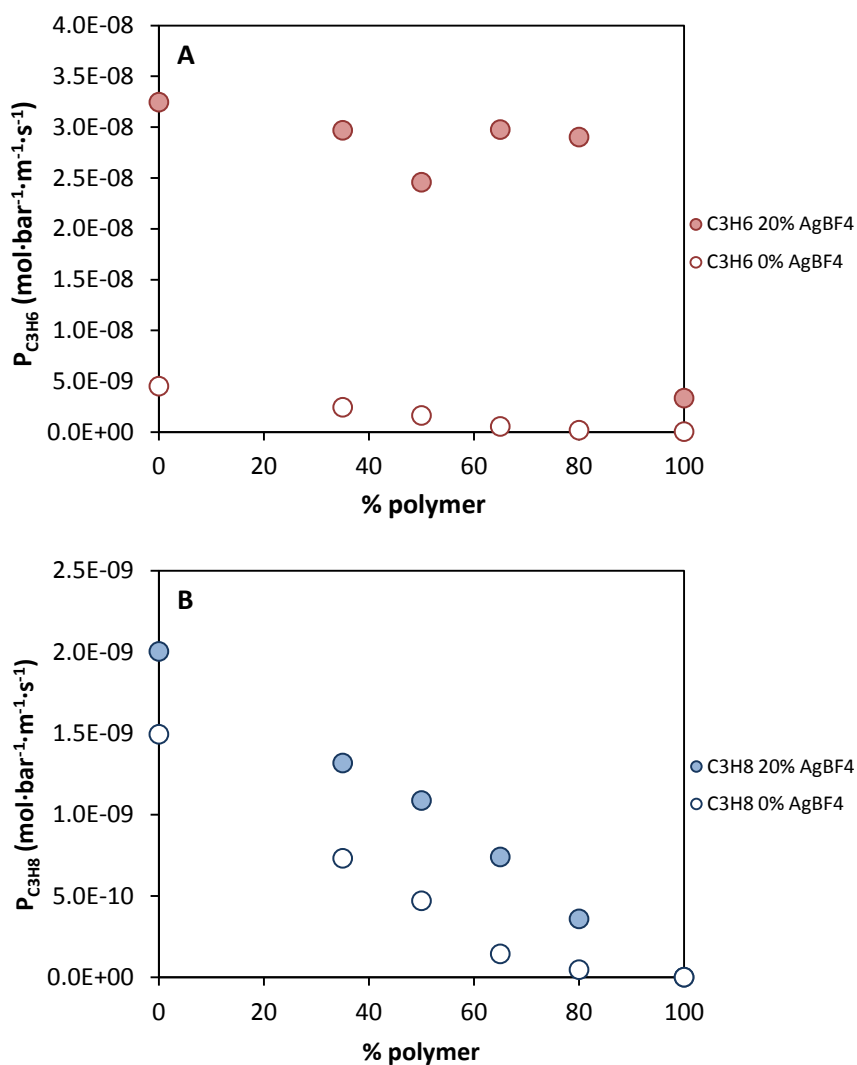 A
4.0E-08
3.5E-08
3.0E-08
2.5E-08
2.0E-08
1.5E-08
1.0E-08
5.0E-09
0.0E+00
P_C3H6 (mol·bar⁻¹·m⁻¹·s⁻¹)
0 20 40 60 80 100
% polymer
C3H6 20% AgBF4
C3H6 0% AgBF4
B
2.5E-09
2.0E-09
1.5E-09
1.0E-09
5.0E-10
0.0E+00
P_C3H8 (mol·bar⁻¹·m⁻¹·s⁻¹)
0 20 40 60 80 100
% polymer
C3H8 20% AgBF4
C3H8 0% AgBF4